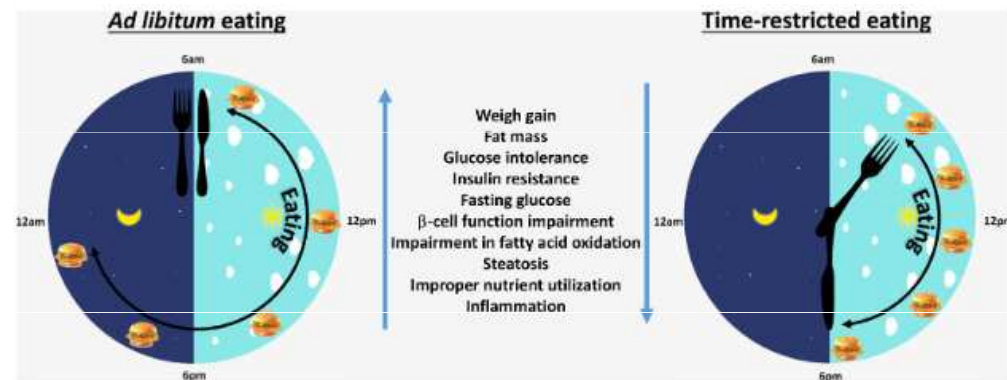 Ad libitum eating
6am
12am
12pm
6pm
Eating
Weigh gain
Fat mass
Glucose intolerance
Insulin resistance
Fasting glucose
β-cell function impairment
Impairment in fatty acid oxidation
Steatosis
Improper nutrient utilization
Inflammation
Time-restricted eating
6am
12am
12pm
6pm
Eating